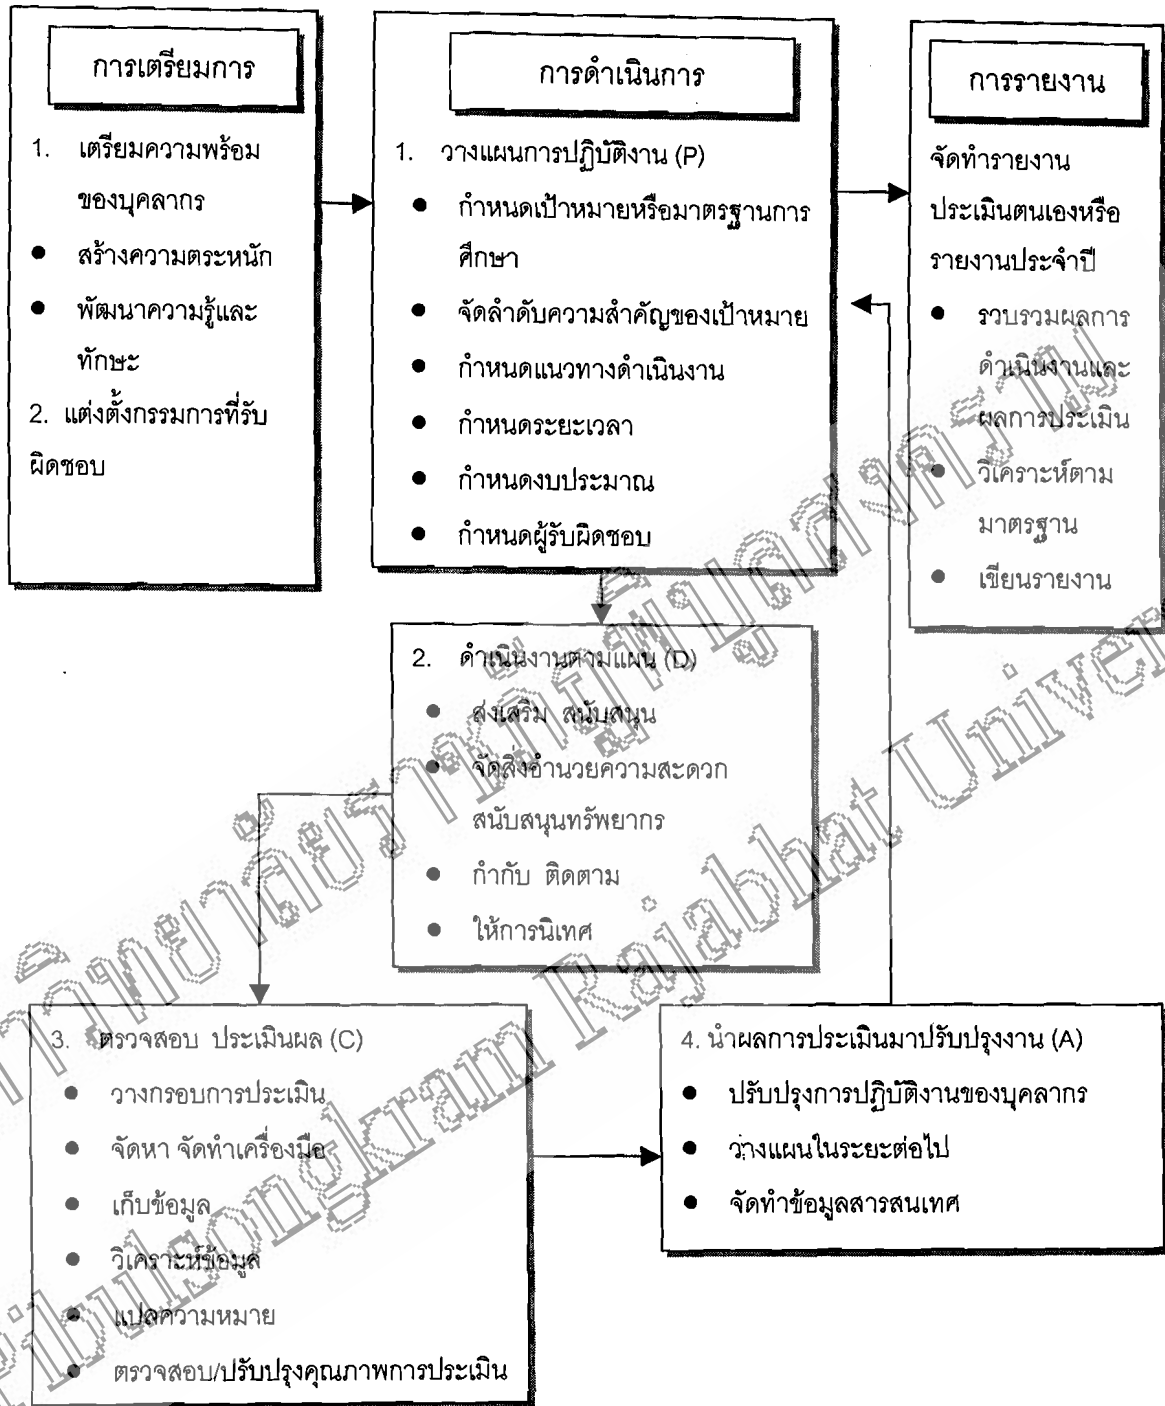 การเตรียมการ
1. เตรียมความพร้อม
ของบุคลากร
● สร้างความตระหนัก
● พัฒนาความรู้และ
ทักษะ
2. แต่งตั้งกรรมการที่รับ
ผิดชอบ
การดำเนินการ
1. วางแผนการปฏิบัติงาน (P)
● กำหนดเป้าหมายหรือมาตรฐานการ
ศึกษา
● จัดลำดับความสำคัญของเป้าหมาย
● กำหนดแนวทางดำเนินงาน
● กำหนดระยะเวลา
● กำหนดงบประมาณ
● กำหนดผู้รับผิดชอบ
การรายงาน
จัดทำรายงาน
ประเมินตนเองหรือ
รายงานประจำปี
● รวบรวมผลการ
ดำเนินงานและ
ผลการประเมิน
● วิเคราะห์ตาม
มาตรฐาน
● เขียนรายงาน
2. ดำเนินงานตามแผน (D)
● ส่งเสริม สนับสนุน
● จัดสิ่งอำนวยความสะดวก
สนับสนุนทรัพยากร
● กำกับ ติดตาม
● ให้การนิเทศ
3. ตรวจสอบ ประเมินผล (C)
● วางกรอบการประเมิน
● จัดหา จัดทำเครื่องมือ
● เก็บข้อมูล
● วิเคราะห์ข้อมูล
● แปลความหมาย
● ตรวจสอบ/ปรับปรุงคุณภาพการประเมิน
4. นำผลการประเมินมาปรับปรุงงาน (A)
● ปรับปรุงการปฏิบัติงานของบุคลากร
● วางแผนในระยะต่อไป
● จัดทำข้อมูลสารสนเทศ
วิทยาลัยราชภัฏพิบูลสงคราม
Pibulsongkram Rajabhat Univer